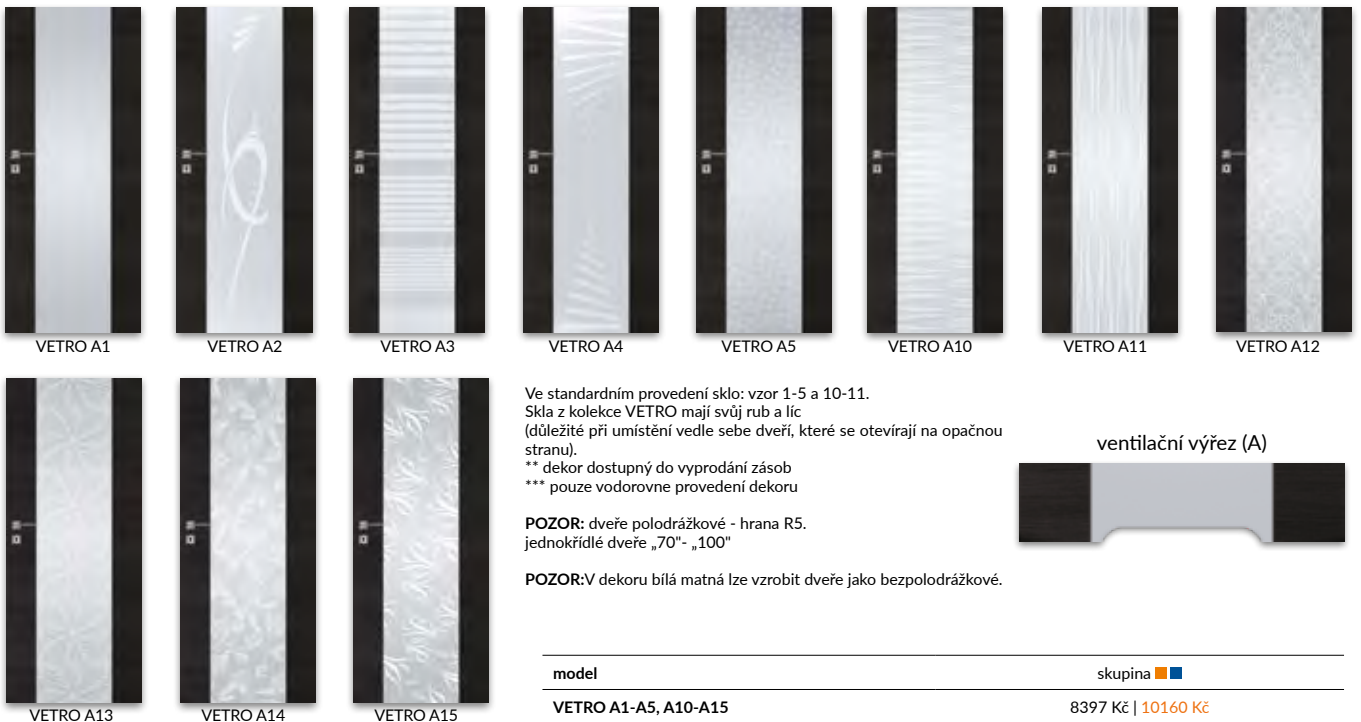 VETRO A1
VETRO A2
VETRO A3
VETRO A4
VETRO A5
VETRO A10
VETRO A11
VETRO A12
VETRO A13
VETRO A14
VETRO A15
Ve standardním provedení sklo: vzor 1-5 a 10-11.
Skla z kolekce VETRO mají svůj rub a líc
(důležité při umístění vedle sebe dveří, které se otevírají na opačnou
stranu).
** dekor dostupný do vyprodání zásob
*** pouze vodorovne provedení dekoru
POZOR: dveře polodrážkové - hrana R5.
jednokřídlé dveře „70"- „100"
POZOR:V dekoru bílá matná lze vzrobit dveře jako bezpolodrážkové.
ventilační výřez (A)
model
skupina
VETRO A1-A5, A10-A15
8397 Kč | 10160 Kč